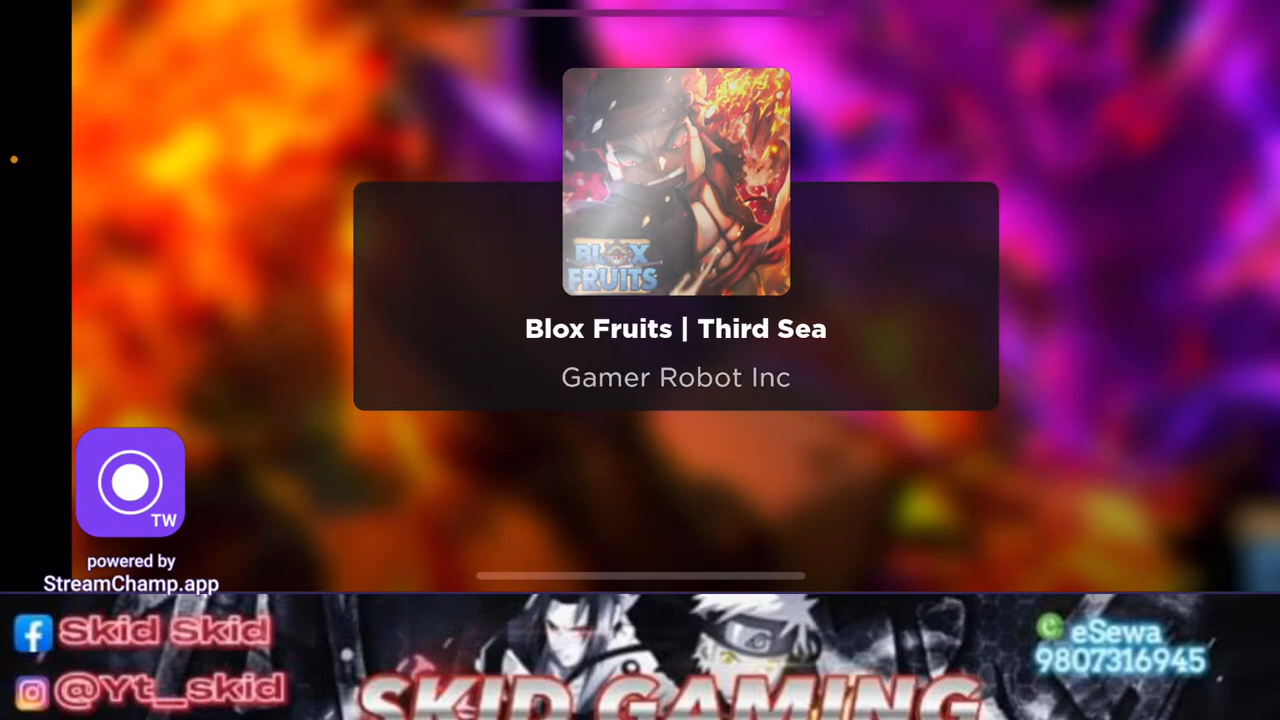 BLOX
FRUITS
Blox Fruits | Third Sea
Gamer Robot Inc
TW
powered by
StreamChamp.app
Skid Skid
@Yt_skid
SKID GAMING
eSewa
9807316945